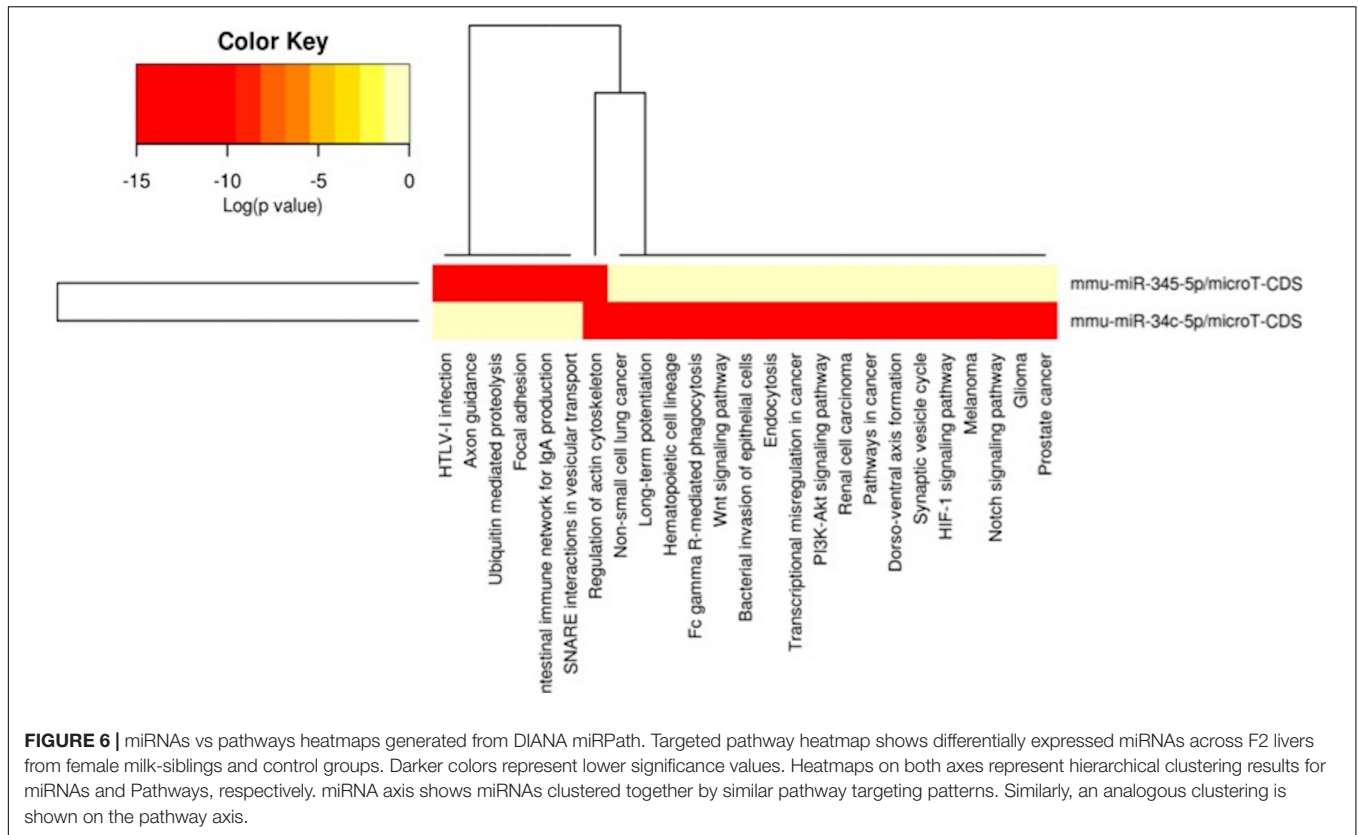 Color Key
-15
-10
-5
0
Log(p value)
mmu-miR-345-5p/microT-CDS
mmu-miR-34c-5p/microT-CDS
HTLV-I infection
Axon guidance
Ubiquitin mediated proteolysis
Focal adhesion
ntestinal immune network for IgA production
SNARE interactions in vesicular transport
Regulation of actin cytoskeleton
Non-small cell lung cancer
Long-term potentiation
Hematopoietic cell lineage
Fc gamma R-mediated phagocytosis
Wnt signaling pathway
Bacterial invasion of epithelial cells
Endocytosis
Transcriptional misregulation in cancer
PI3K-Akt signaling pathway
Renal cell carcinoma
Pathways in cancer
Dorso-ventral axis formation
Synaptic vesicle cycle
HIF-1 signaling pathway
Melanoma
Notch signaling pathway
Glioma
Prostate cancer
FIGURE 6 | miRNAs vs pathways heatmaps generated from DIANA miRPath. Targeted pathway heatmap shows differentially expressed miRNAs across F2 livers
from female milk-siblings and control groups. Darker colors represent lower significance values. Heatmaps on both axes represent hierarchical clustering results for
miRNAs and Pathways, respectively. miRNA axis shows miRNAs clustered together by similar pathway targeting patterns. Similarly, an analogous clustering is
shown on the pathway axis.